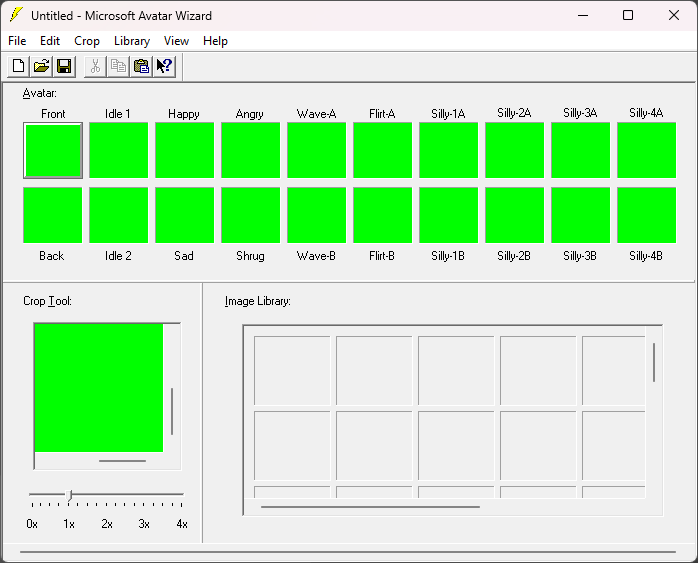 Untitled - Microsoft Avatar Wizard
File Edit Crop Library View Help
Avatar:
Front Idle 1 Happy Angry Wave-A Flirt-A Silly-1A Silly-2A Silly-3A Silly-4A
Back Idle 2 Sad Shrug Wave-B Flirt-B Silly-1B Silly-2B Silly-3B Silly-4B
Crop Tool:
Image Library:
0x 1x 2x 3x 4x